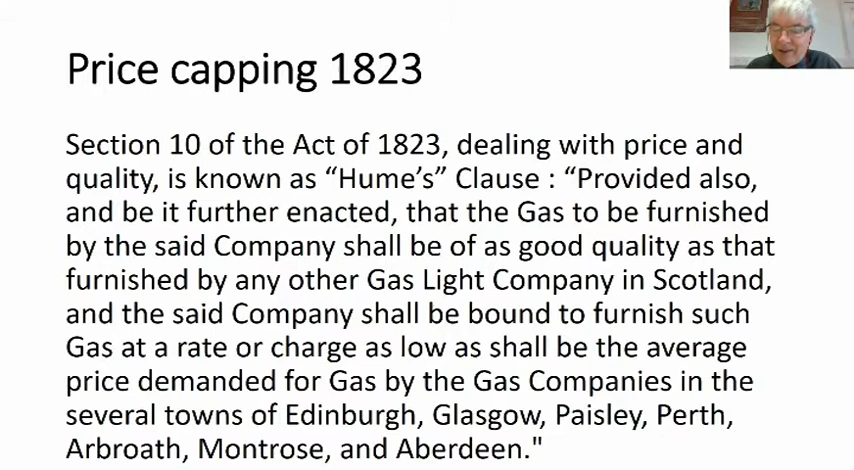 Price capping 1823
Section 10 of the Act of 1823, dealing with price and
quality, is known as “Hume’s” Clause : “Provided also,
and be it further enacted, that the Gas to be furnished
by the said Company shall be of as good quality as that
furnished by any other Gas Light Company in Scotland,
and the said Company shall be bound to furnish such
Gas at a rate or charge as low as shall be the average
price demanded for Gas by the Gas Companies in the
several towns of Edinburgh, Glasgow, Paisley, Perth,
Arbroath, Montrose, and Aberdeen."